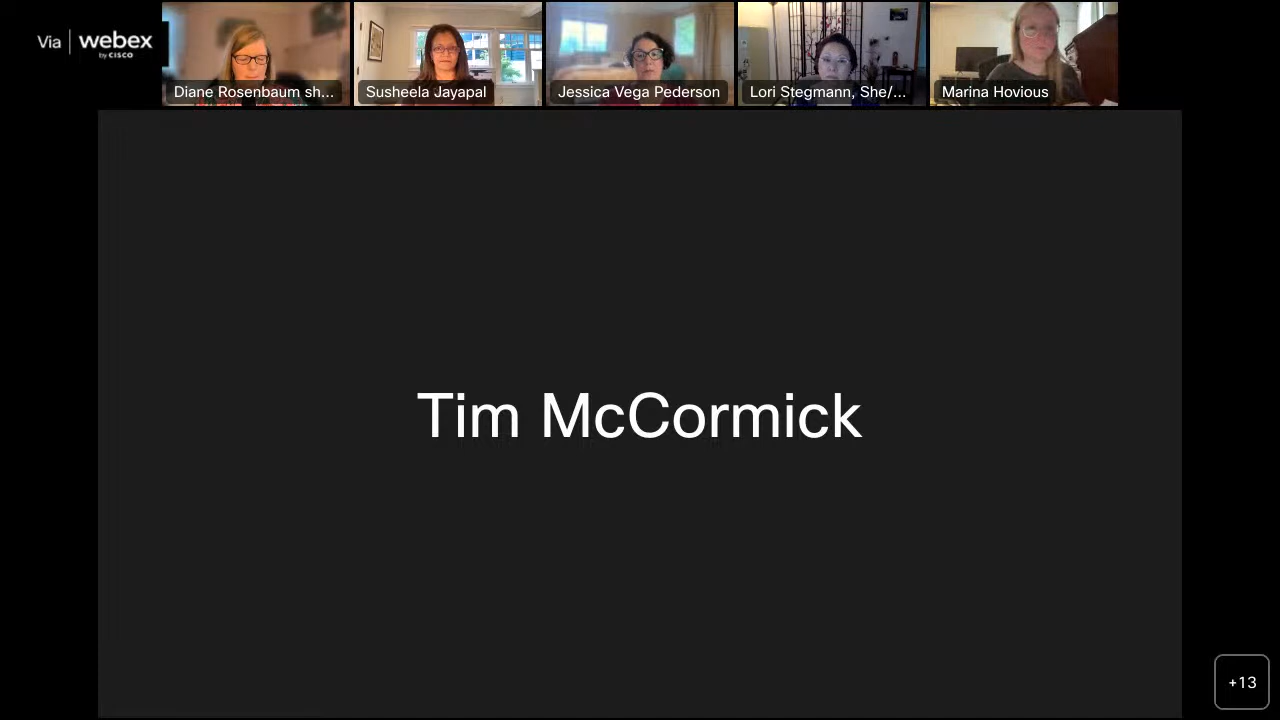 Via webex
by CISCO
Diane Rosenbaum sh...
Susheela Jayapal
Jessica Vega Pederson
Lori Stegmann, She/...
Marina Hovious
Tim McCormick
+13